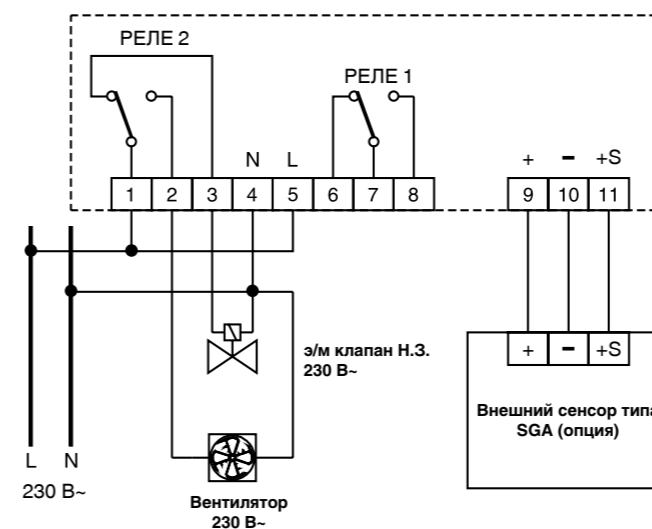 РЕЛЕ 2
РЕЛЕ 1
N L
+ - +S
1 2 3 4 5 6 7 8
9 10 11
+ - +S
э/м клапан Н.З.
230 В~
Внешний сенсор типа
SGA (опция)
L N
230 В~
Вентилятор
230 В~